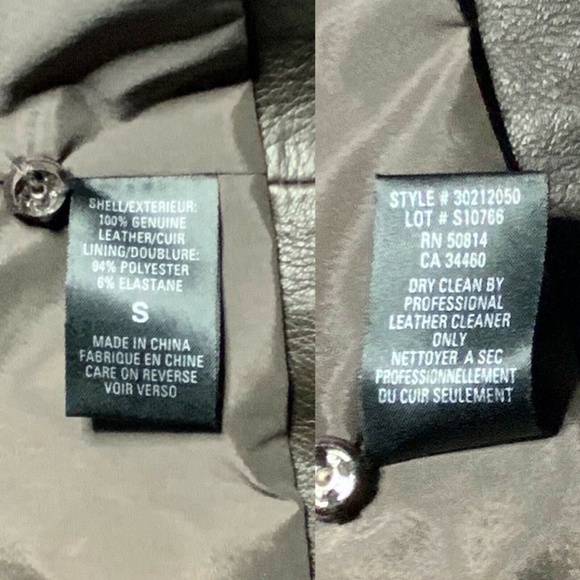 SHELL/EXTERIEUR:
100% GENUINE
LEATHER/CUIR
LINING/DOUBLURE:
94% POLYESTER
6% ELASTANE
S
MADE IN CHINA
FABRIQUE EN CHINE
CARE ON REVERSE
VOIR VERSO
STYLE # 30212050
LOT # S10766
RN 50814
CA 34460
DRY CLEAN BY
PROFESSIONAL
LEATHER CLEANER
ONLY
NETTOYER A SEC
PROFESSIONNELLEMENT
DU CUIR SEULEMENT